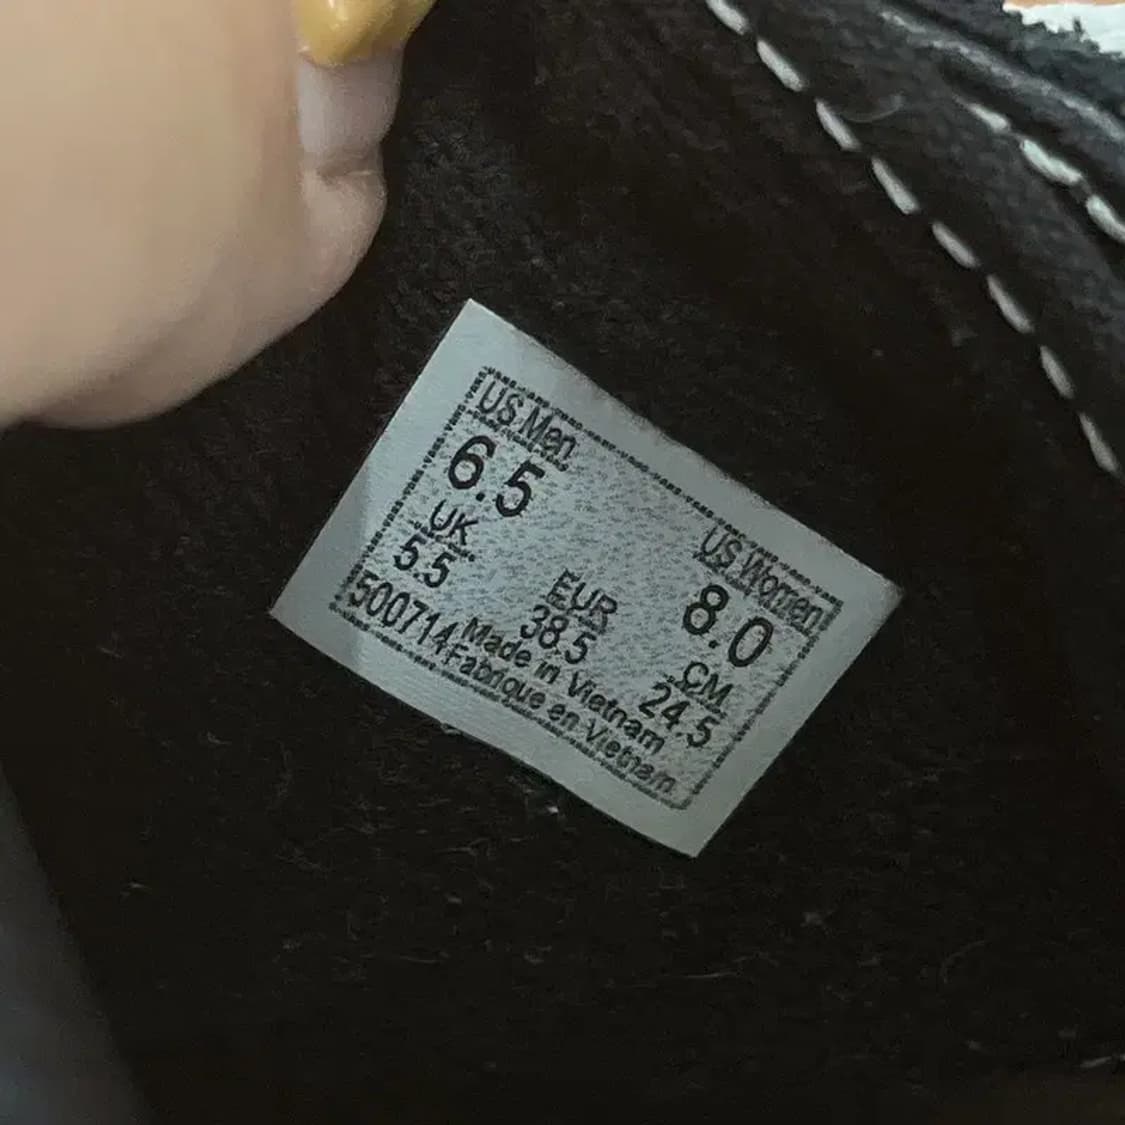 US Men
6.5
US Women
8.0
UK
5.5
EUR
38.5
CM
24.5
500714 Made in Vietnam
Fabrique en Vietnam